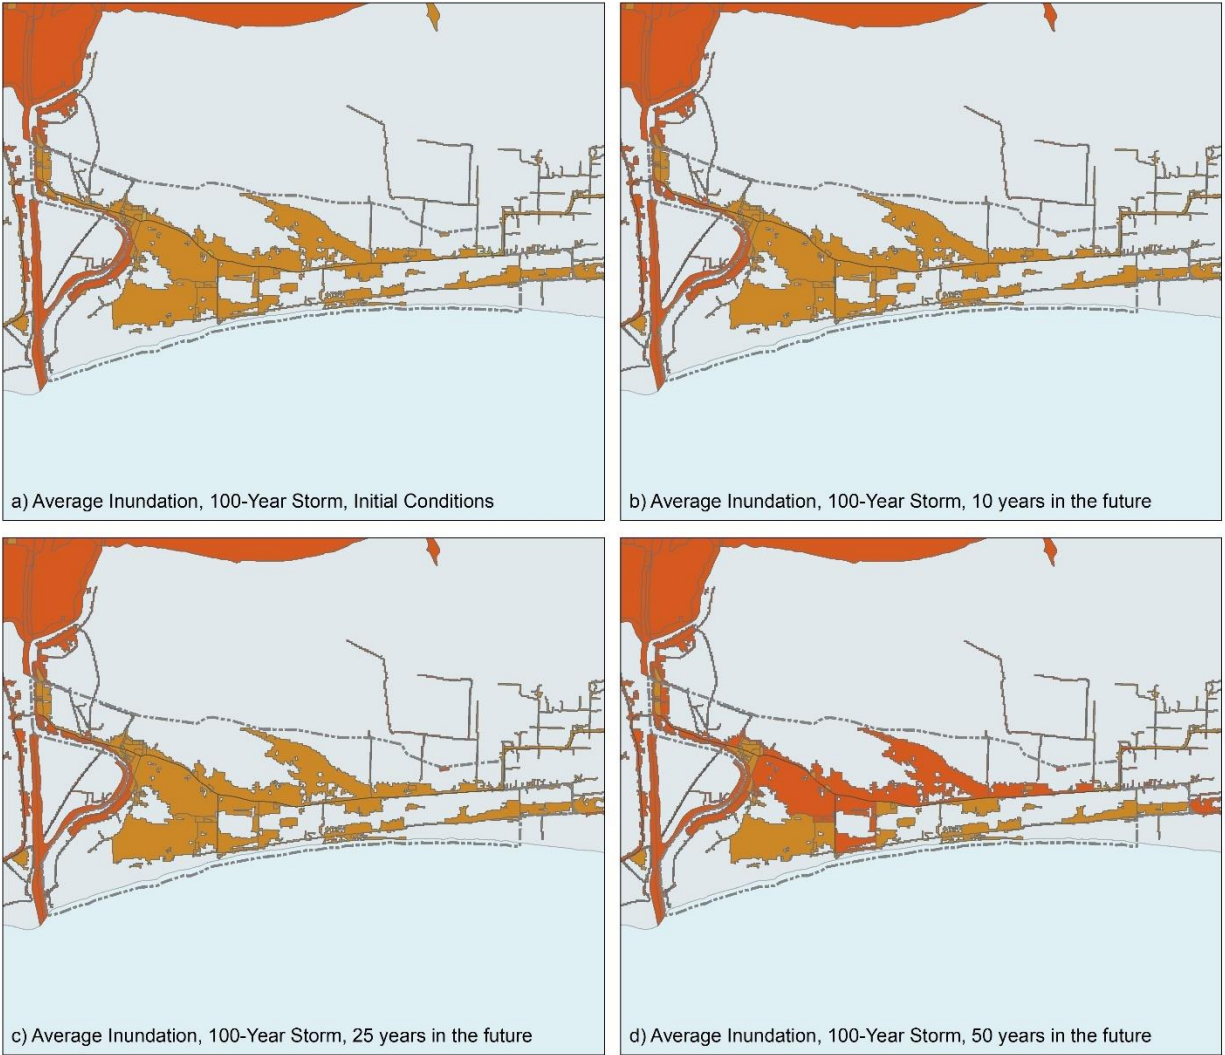 a) Average Inundation, 100-Year Storm, Initial Conditions
b) Average Inundation, 100-Year Storm, 10 years in the future
c) Average Inundation, 100-Year Storm, 25 years in the future
d) Average Inundation, 100-Year Storm, 50 years in the future